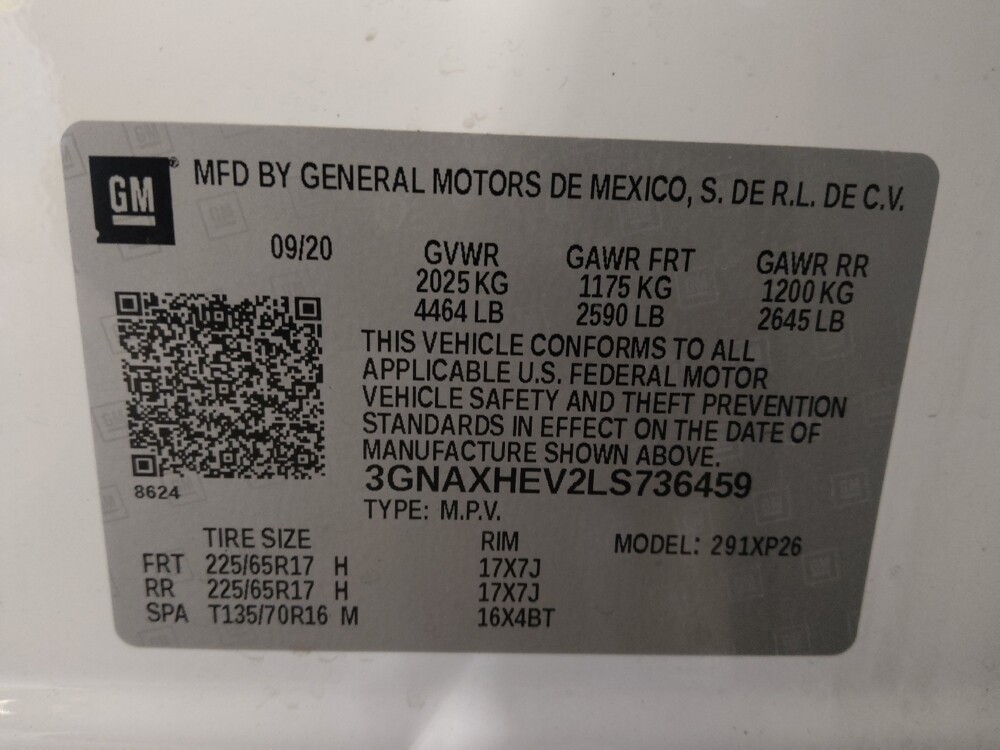 GM ® MFD BY GENERAL MOTORS DE MEXICO, S. DE R.L. DE C.V.
09/20 GVWR GAWR FRT GAWR RR
2025 KG 1175 KG 1200 KG
4464 LB 2590 LB 2645 LB
THIS VEHICLE CONFORMS TO ALL
APPLICABLE U.S. FEDERAL MOTOR
VEHICLE SAFETY AND THEFT PREVENTION
STANDARDS IN EFFECT ON THE DATE OF
MANUFACTURE SHOWN ABOVE.
3GNAXHEV2LS736459
8624
TYPE: M.P.V.
TIRE SIZE RIM MODEL: 291XP26
FRT 225/65R17 H 17X7J
RR 225/65R17 H 17X7J
SPA T135/70R16 M 16X4BT